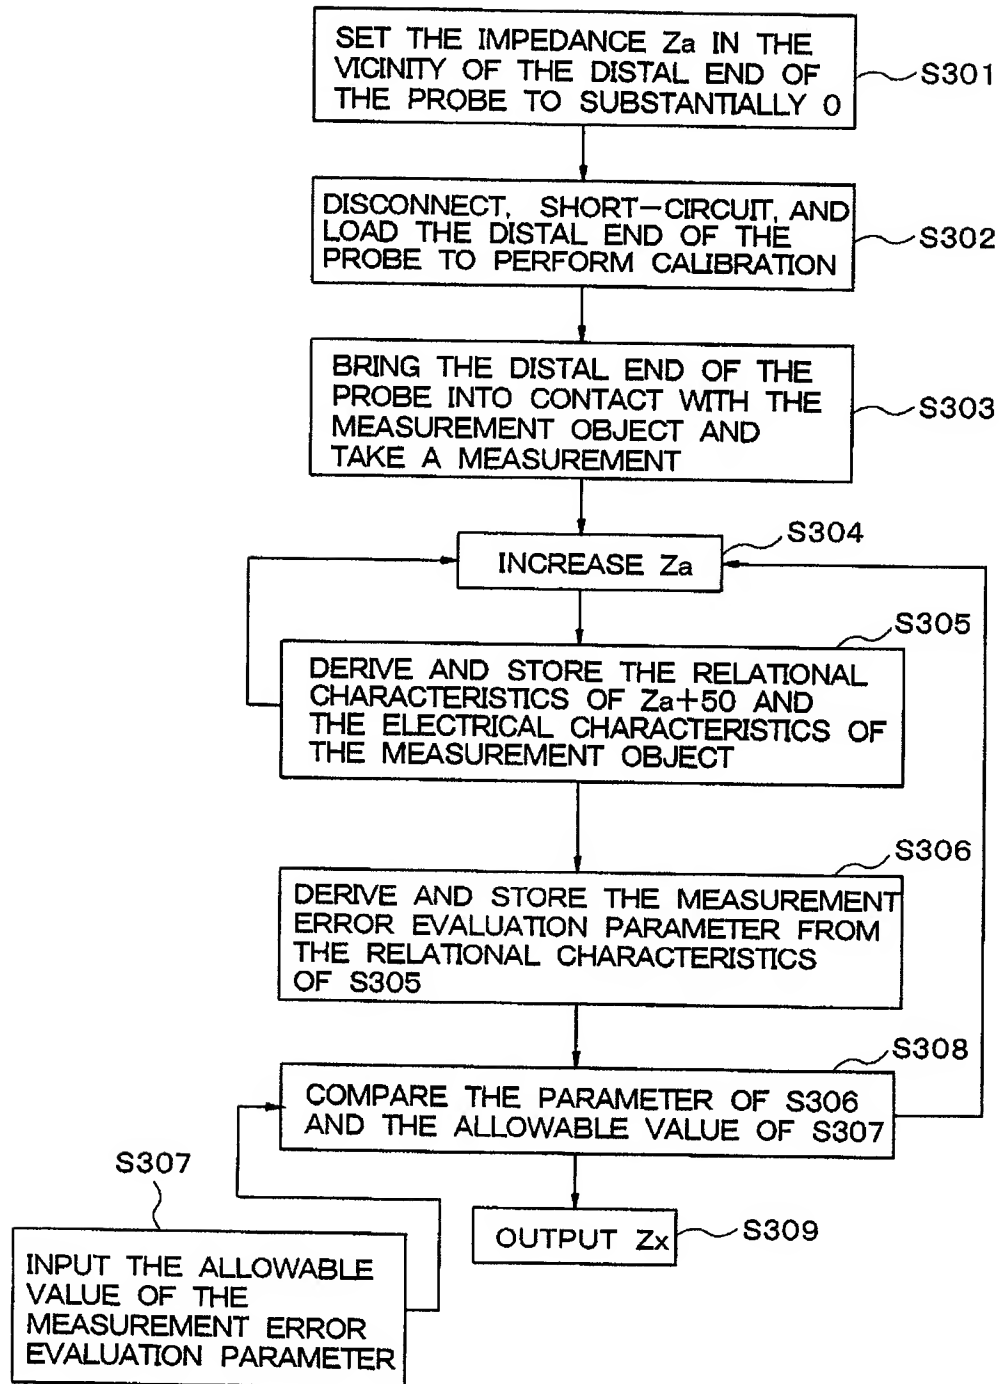 SET THE IMPEDANCE Za IN THE
VICINITY OF THE DISTAL END OF
THE PROBE TO SUBSTANTIALLY 0
S301
DISCONNECT, SHORT-CIRCUIT, AND
LOAD THE DISTAL END OF THE
PROBE TO PERFORM CALIBRATION
S302
BRING THE DISTAL END OF THE
PROBE INTO CONTACT WITH THE
MEASUREMENT OBJECT AND
TAKE A MEASUREMENT
S303
S304
INCREASE Za
S305
DERIVE AND STORE THE RELATIONAL
CHARACTERISTICS OF Za+50 AND
THE ELECTRICAL CHARACTERISTICS OF
THE MEASUREMENT OBJECT
S306
DERIVE AND STORE THE MEASUREMENT
ERROR EVALUATION PARAMETER FROM
THE RELATIONAL CHARACTERISTICS
OF S305
S308
COMPARE THE PARAMETER OF S306
AND THE ALLOWABLE VALUE OF S307
S307
INPUT THE ALLOWABLE
VALUE OF THE
MEASUREMENT ERROR
EVALUATION PARAMETER
OUTPUT Zx
S309